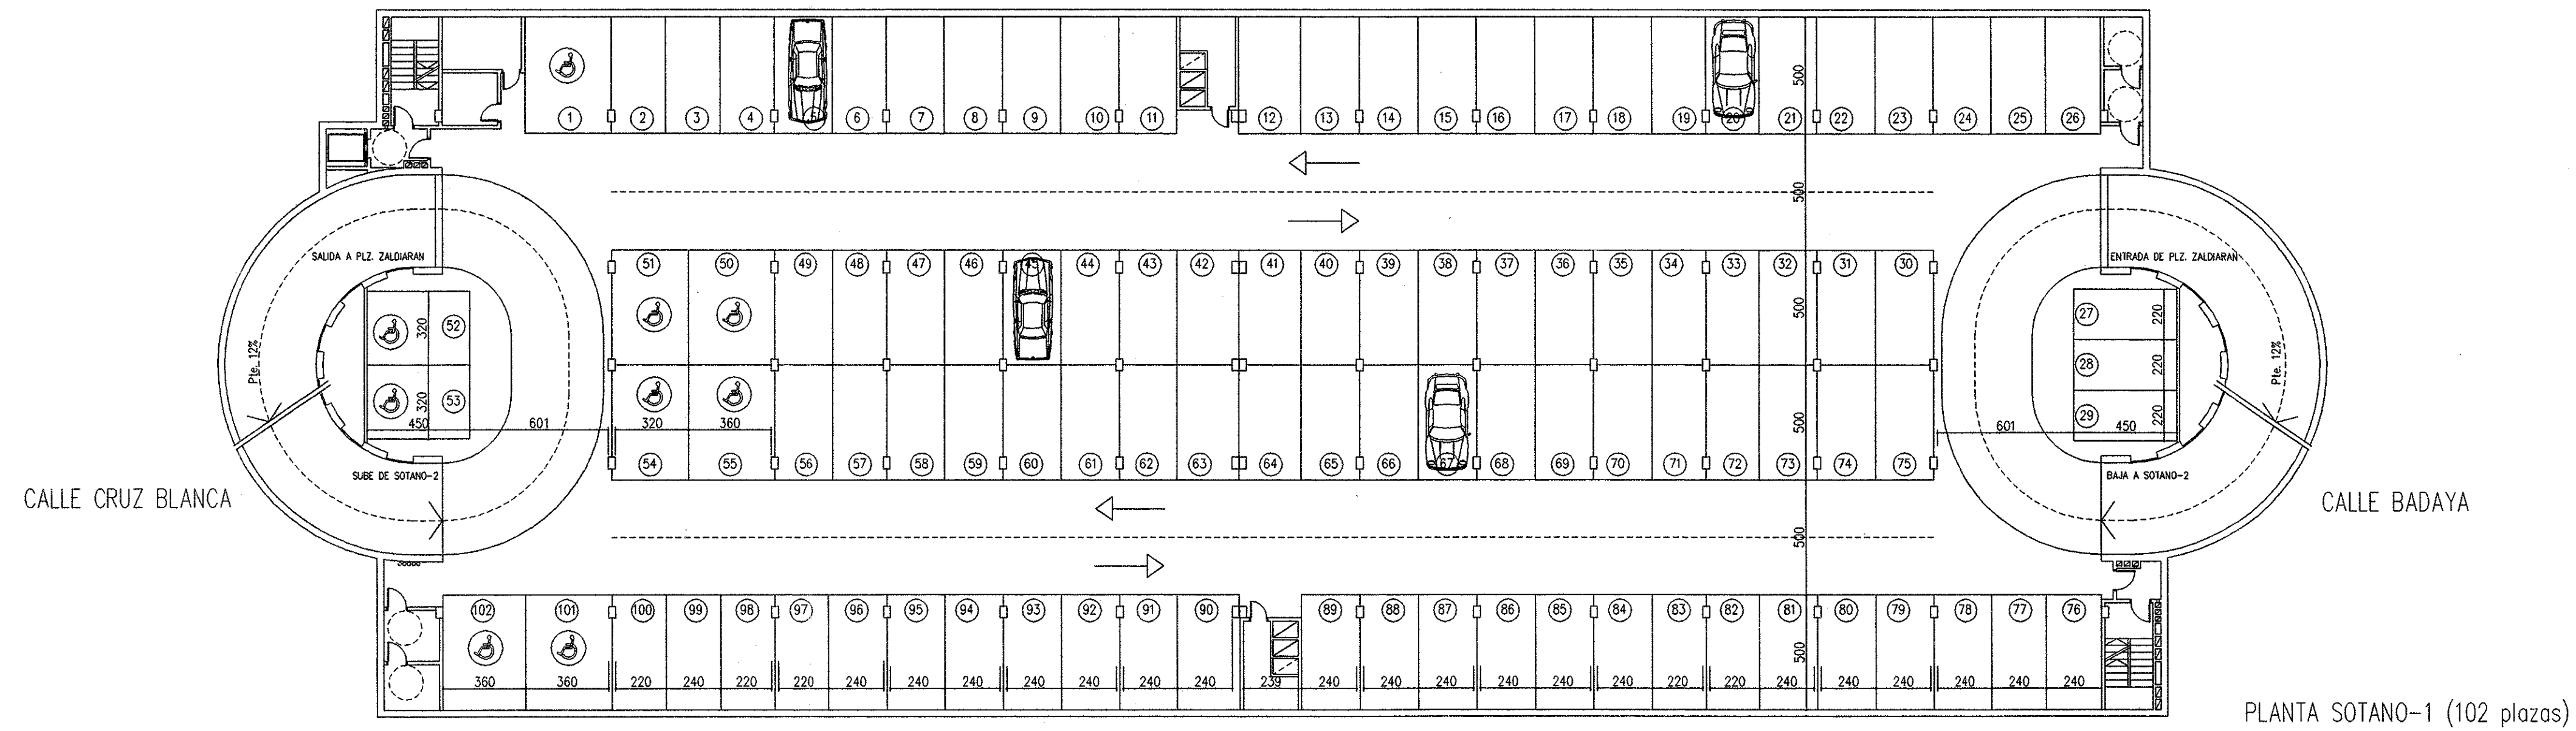 1 2 3 4 5 6 7 8 9 10 11 12 13 14 15 16 17 18 19 20 21 22 23 24 25 26
500
500
SALIDA A PLZ. ZALDIARAN
ENTRADA DE PLZ. ZALDIARAN
51 50 49 48 47 46 45 44 43 42 41 40 39 38 37 36 35 34 33 32 31 30
52 320
53 320
27 220
28 220
29 220
500
Pte. 12%
Pte. 12%
450 601 320 360
500
601 450
54 55 56 57 58 59 60 61 62 63 64 65 66 67 68 69 70 71 72 73 74 75
SUBE DE SOTANO-2
BAJA A SOTANO-2
CALLE CRUZ BLANCA
CALLE BADAYA
500
102 101 100 99 98 97 96 95 94 93 92 91 90 89 88 87 86 85 84 83 82 81 80 79 78 77 76
500
360 360 220 240 220 220 240 240 240 240 240 240 240 239 240 240 240 240 240 240 220 220 240 240 240 240 240 240
PLANTA SOTANO-1 (102 plazas)